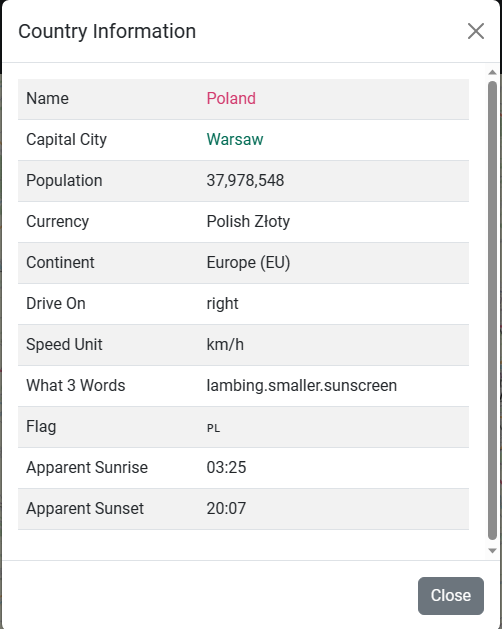 Country Information
Name Poland
Capital City Warsaw
Population 37,978,548
Currency Polish Złoty
Continent Europe (EU)
Drive On right
Speed Unit km/h
What 3 Words lambing.smaller.sunscreen
Flag PL
Apparent Sunrise 03:25
Apparent Sunset 20:07
Close